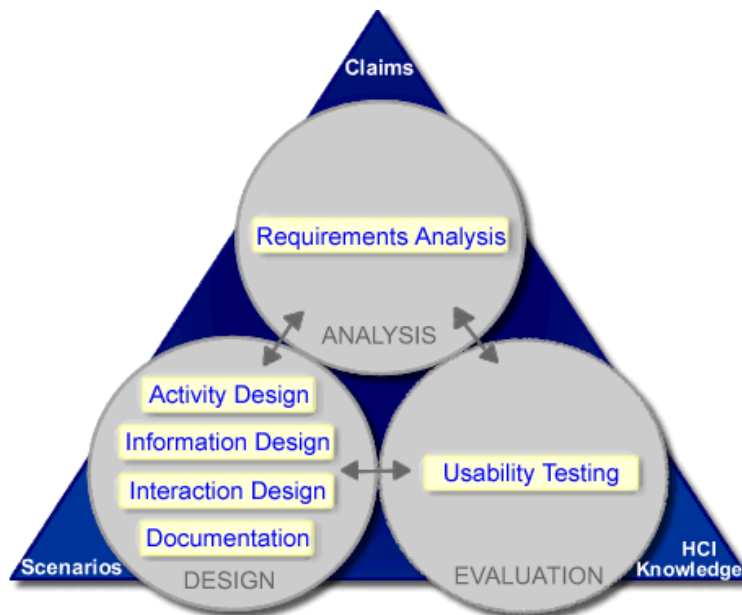 Claims
Requirements Analysis
ANALYSIS
Activity Design
Information Design
Interaction Design
Documentation
DESIGN
Scenarios
Usability Testing
EVALUATION
HCI
Knowledge